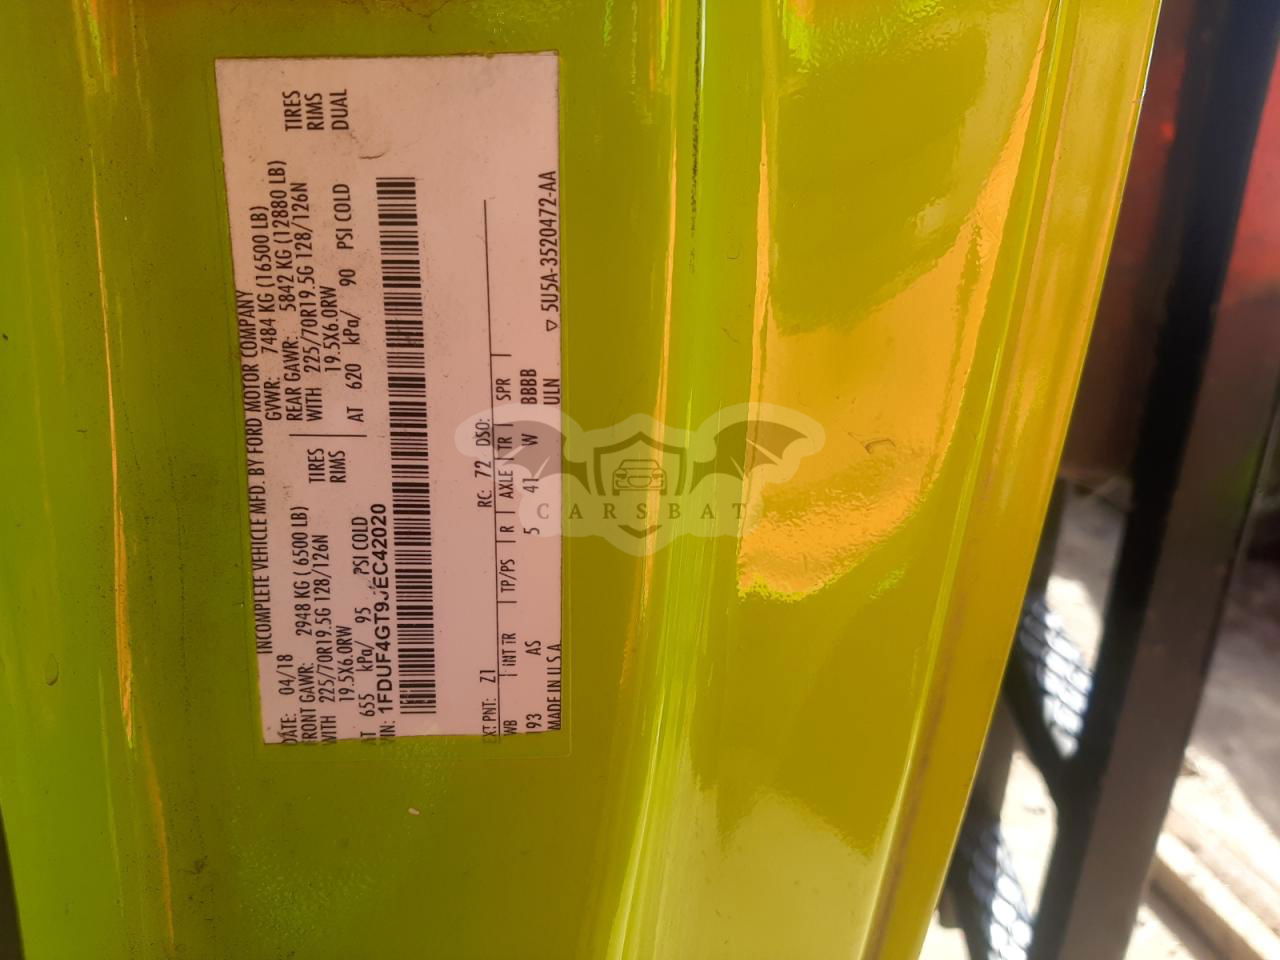 INCOMPLETE VEHICLE MFD. BY FORD MOTOR COMPANY
DATE: 04/18 GVWR: 7484 KG (16500 LB)
FRONT GAWR: 2948 KG ( 6500 LB) REAR GAWR: 5842 KG (12880 LB)
WITH 225/70R19.5G 128/126N TIRES WITH 225/70R19.5G 128/126N TIRES
19.5X6.0RW RIMS 19.5X6.0RW RIMS
AT 655 kPa/ 95 PSI COLD AT 620 kPa/ 90 PSI COLD DUAL
VIN: 1FDUF4GT9JEC42020
EXT PNT: Z1 RC: 72 DSO:
WB INT TR TP/PS R AXLE TR SPR
193 AS 5 41 W BBBB
MADE IN U.S.A. ULN ▽ 5U5A-3520472-AA
CARSBAT